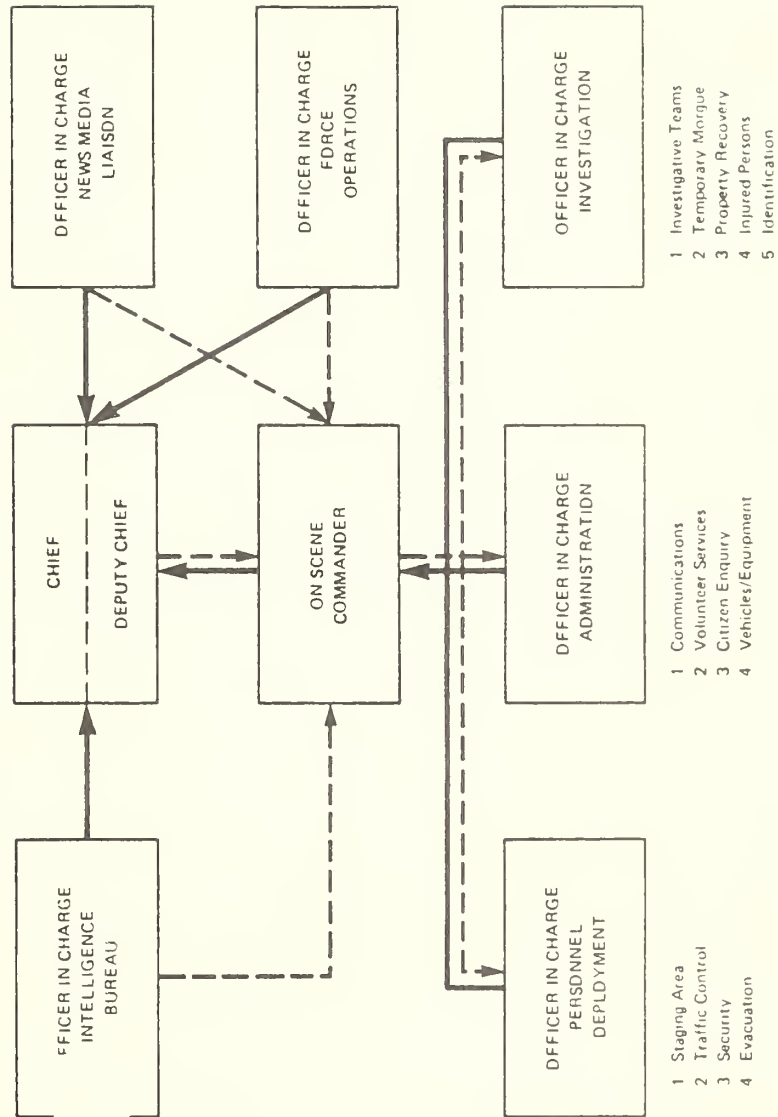 FFICER IN CHARGE
INTELLIGENCE
BUREAU
CHIEF
DEPUTY CHIEF
DFFICER IN CHARGE
NEWS MEDIA
LIAISDN
ON SCENE
COMMANDER
DFFICER IN CHARGE
FDRCE
OPERATIONS
DFFICER IN CHARGE
PERSDNNEL
DEPLDYMENT
DFFICER IN CHARGE
ADMINISTRATION
OFFICER IN CHARGE
INVESTIGATION
1 Staging Area
2 Traffic Control
3 Security
4 Evacuation
1 Communications
2 Volunteer Services
3 Citizen Enquiry
4 Vehicles/Equipment
1 Investigative Teams
2 Temporary Morgue
3 Property Recovery
4 Injured Persons
5 Identification